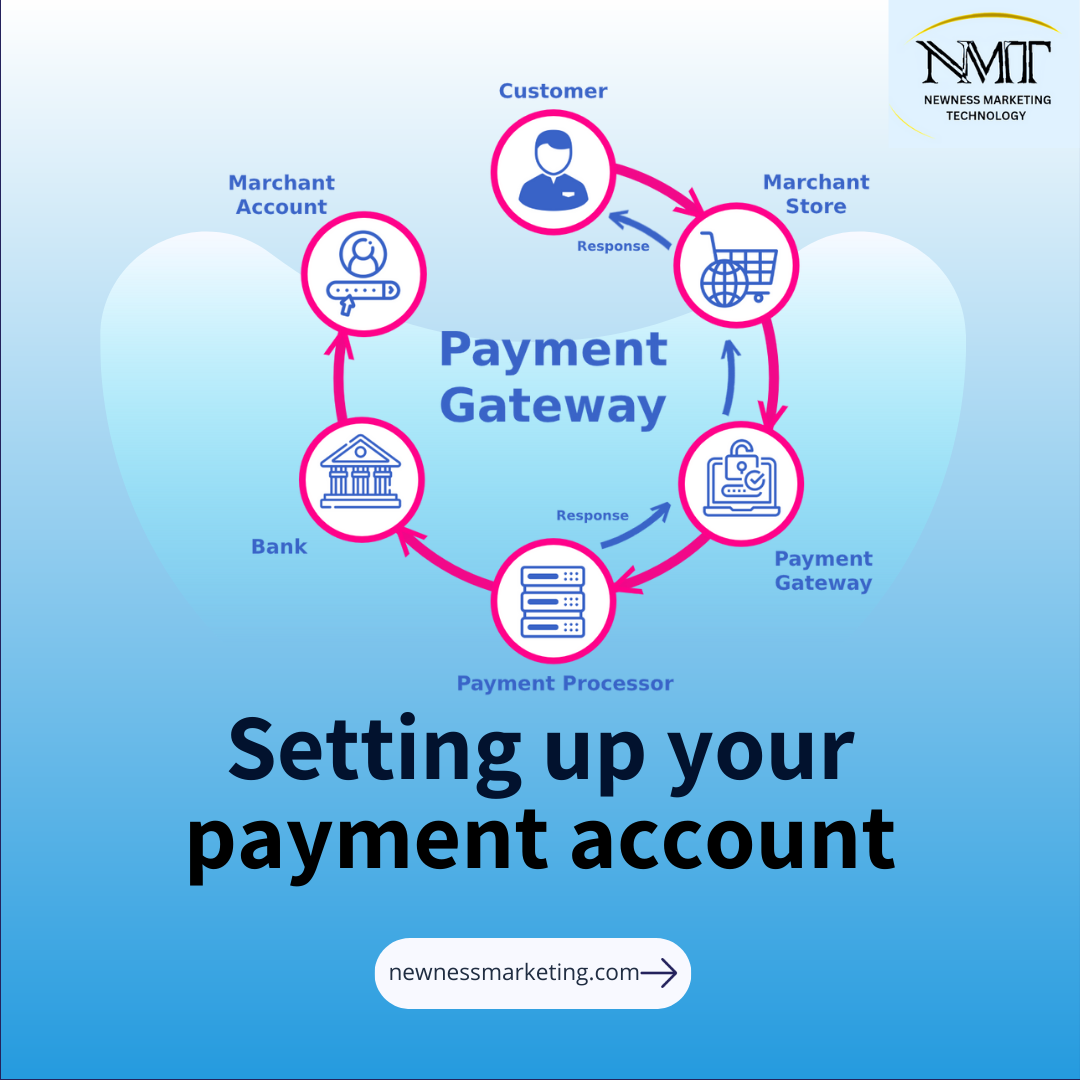 NMT
NEWNESS MARKETING
TECHNOLOGY
Customer
Marchant
Account
Marchant
Store
Response
Payment
Gateway
Response
Bank
Payment
Gateway
Payment Processor
Setting up your
payment account
newnessmarketing.com